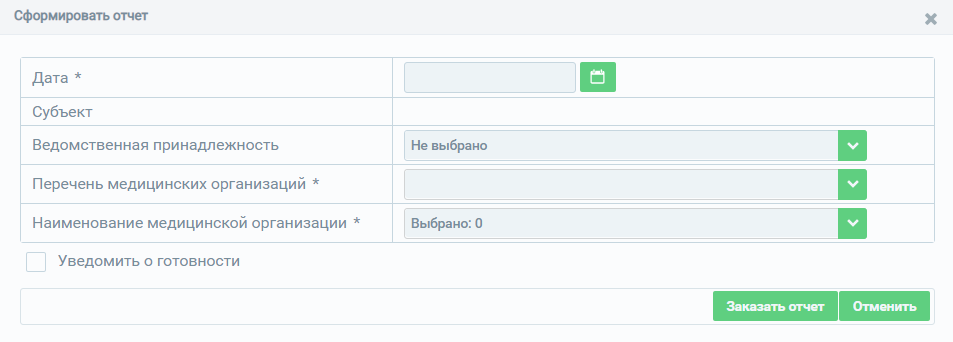 Сформировать отчет
Дата *
Субъект
Ведомственная принадлежность
Не выбрано
Перечень медицинских организаций *
Наименование медицинской организации *
Выбрано: 0
Уведомить о готовности
Заказать отчет
Отменить